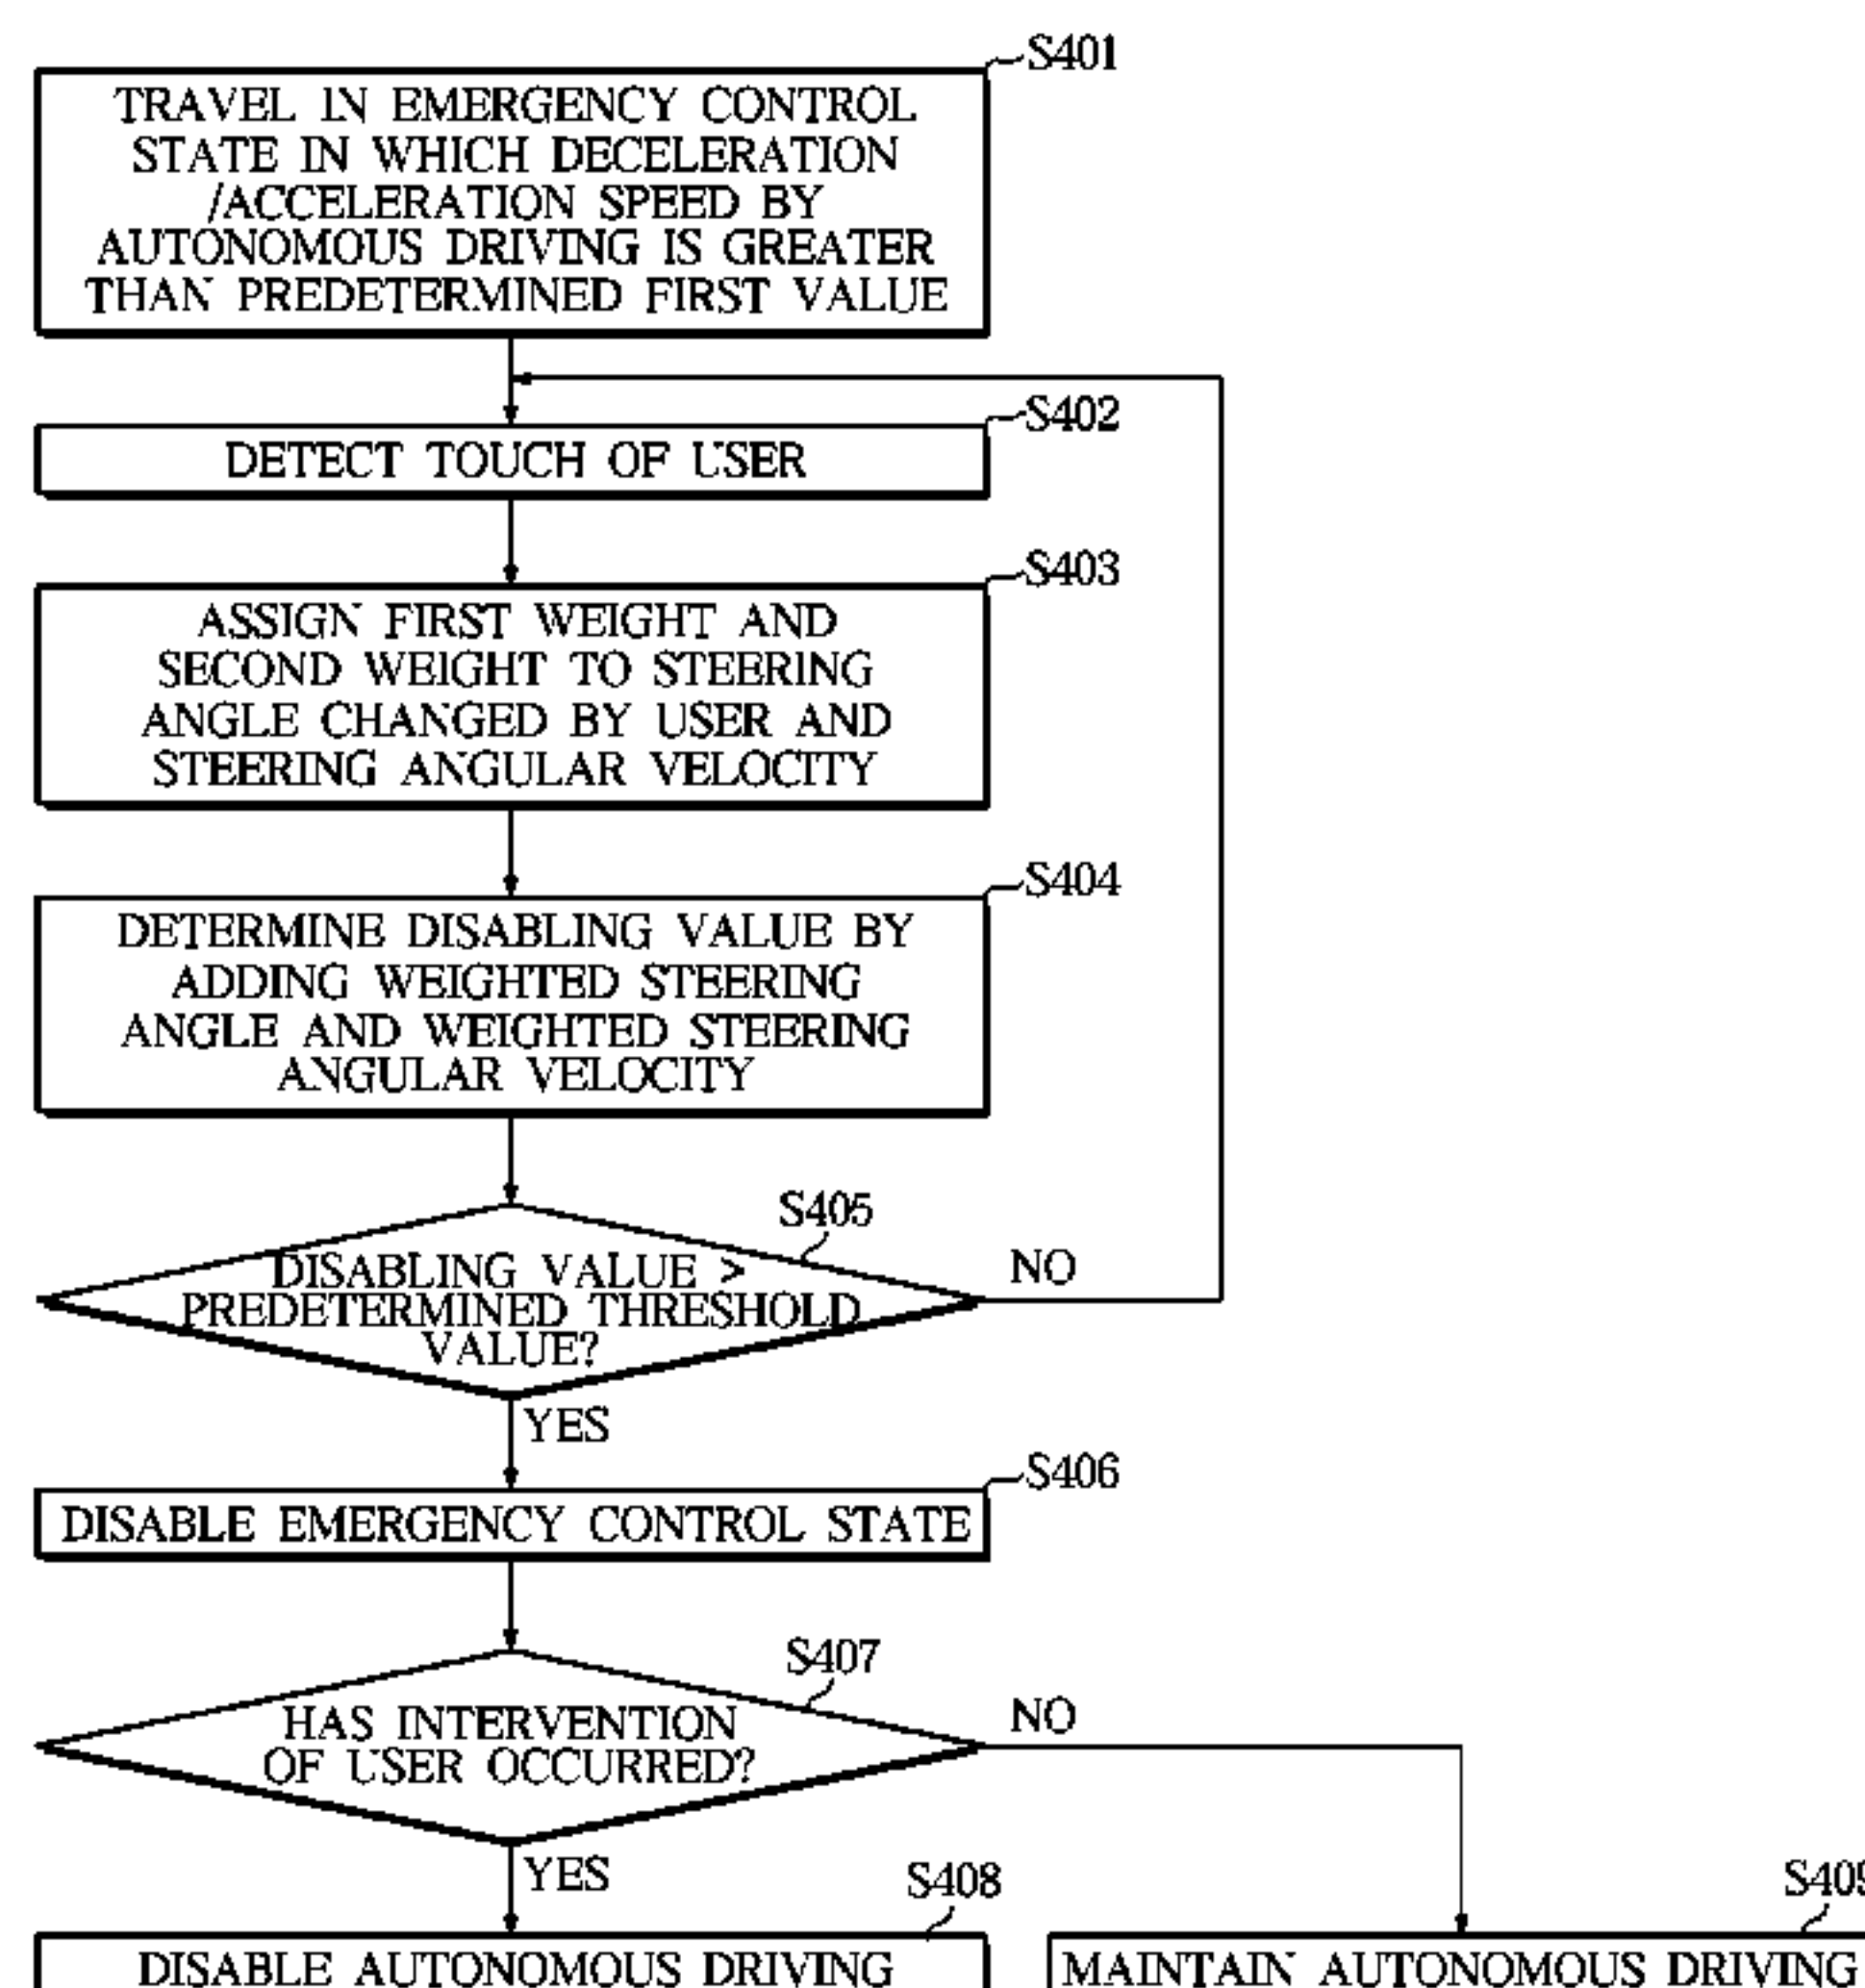 S401
TRAVEL IN EMERGENCY CONTROL
STATE IN WHICH DECELERATION
/ACCELERATION SPEED BY
AUTONOMOUS DRIVING IS GREATER
THAN PREDETERMINED FIRST VALUE
S402
DETECT TOUCH OF USER
S403
ASSIGN FIRST WEIGHT AND
SECOND WEIGHT TO STEERING
ANGLE CHANGED BY USER AND
STEERING ANGULAR VELOCITY
S404
DETERMINE DISABLING VALUE BY
ADDING WEIGHTED STEERING
ANGLE AND WEIGHTED STEERING
ANGULAR VELOCITY
S405
DISABLING VALUE >
PREDETERMINED THRESHOLD
VALUE?
NO
YES
S406
DISABLE EMERGENCY CONTROL STATE
S407
HAS INTERVENTION
OF USER OCCURRED?
NO
YES
S408
S409
DISABLE AUTONOMOUS DRIVING
MAINTAIN AUTONOMOUS DRIVING